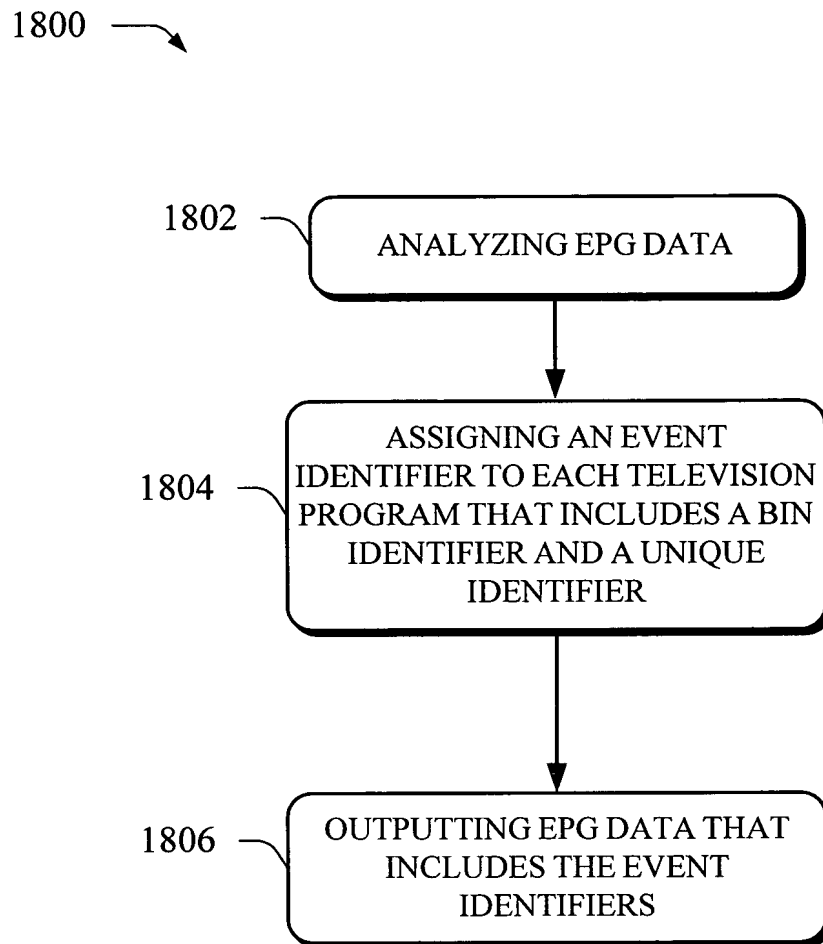 1800
1802
ANALYZING EPG DATA
1804
ASSIGNING AN EVENT
IDENTIFIER TO EACH TELEVISION
PROGRAM THAT INCLUDES A BIN
IDENTIFIER AND A UNIQUE
IDENTIFIER
1806
OUTPUTTING EPG DATA THAT
INCLUDES THE EVENT
IDENTIFIERS